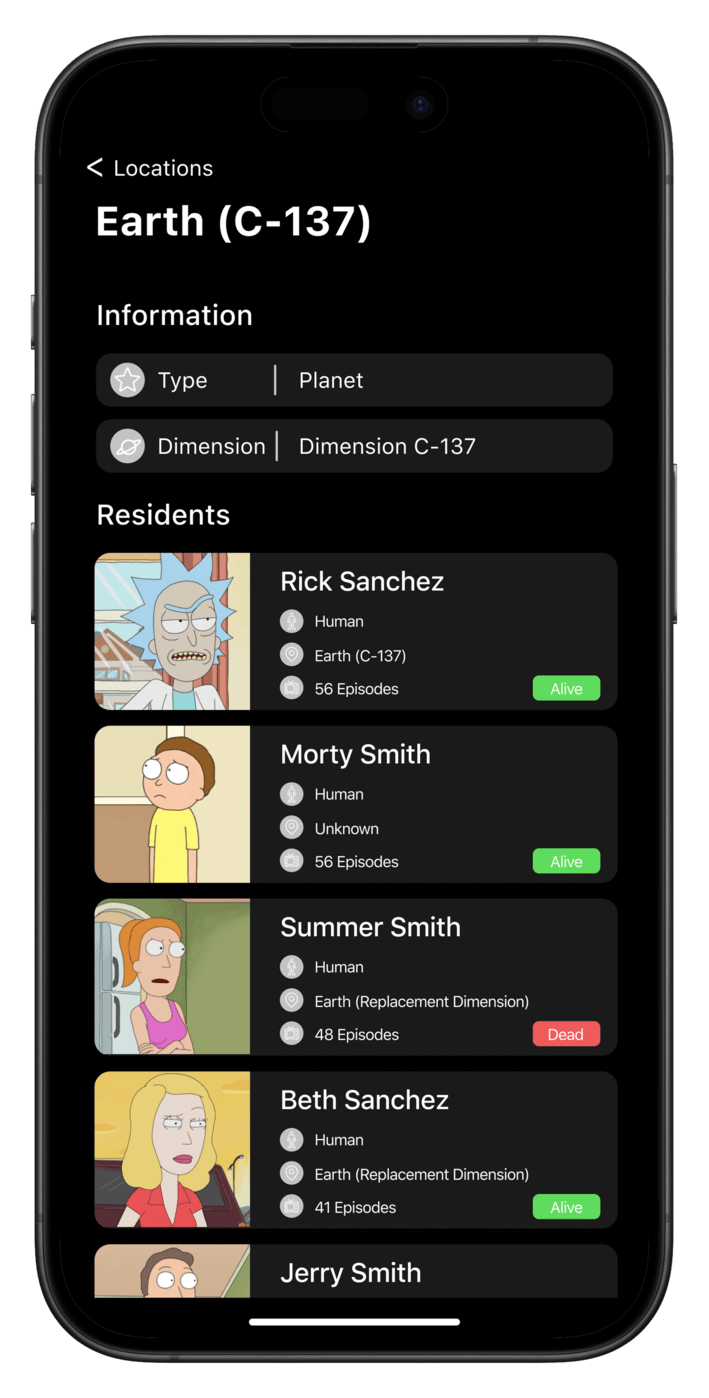 < Locations
Earth (C-137)
Information
Type | Planet
Dimension | Dimension C-137
Residents
Rick Sanchez
Human
Earth (C-137)
56 Episodes
Alive
Morty Smith
Human
Unknown
56 Episodes
Alive
Summer Smith
Human
Earth (Replacement Dimension)
48 Episodes
Dead
Beth Sanchez
Human
Earth (Replacement Dimension)
41 Episodes
Alive
Jerry Smith